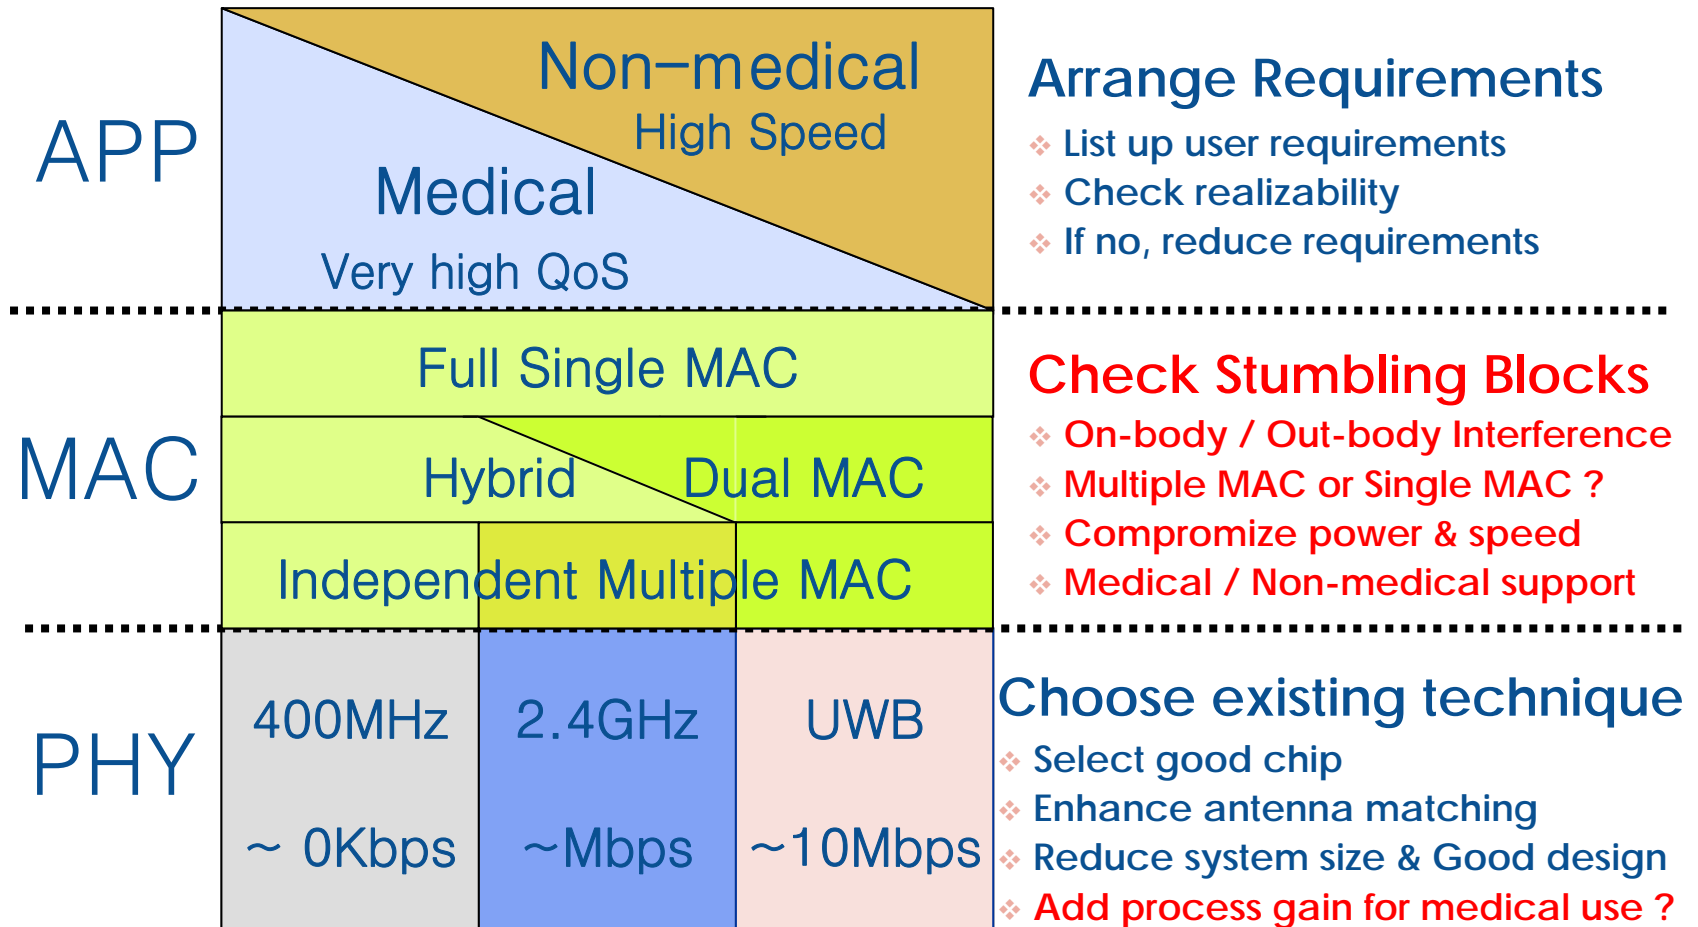 APP
Non-medical
High Speed
Medical
Very high QoS
Arrange Requirements
List up user requirements
Check realizability
If no, reduce requirements
MAC
Full Single MAC
Hybrid
Dual MAC
Independent Multiple MAC
Check Stumbling Blocks
On-body / Out-body Interference
Multiple MAC or Single MAC ?
Compromize power & speed
Medical / Non-medical support
PHY
400MHz
~ 0Kbps
2.4GHz
~Mbps
UWB
~10Mbps
Choose existing technique
Select good chip
Enhance antenna matching
Reduce system size & Good design
Add process gain for medical use ?